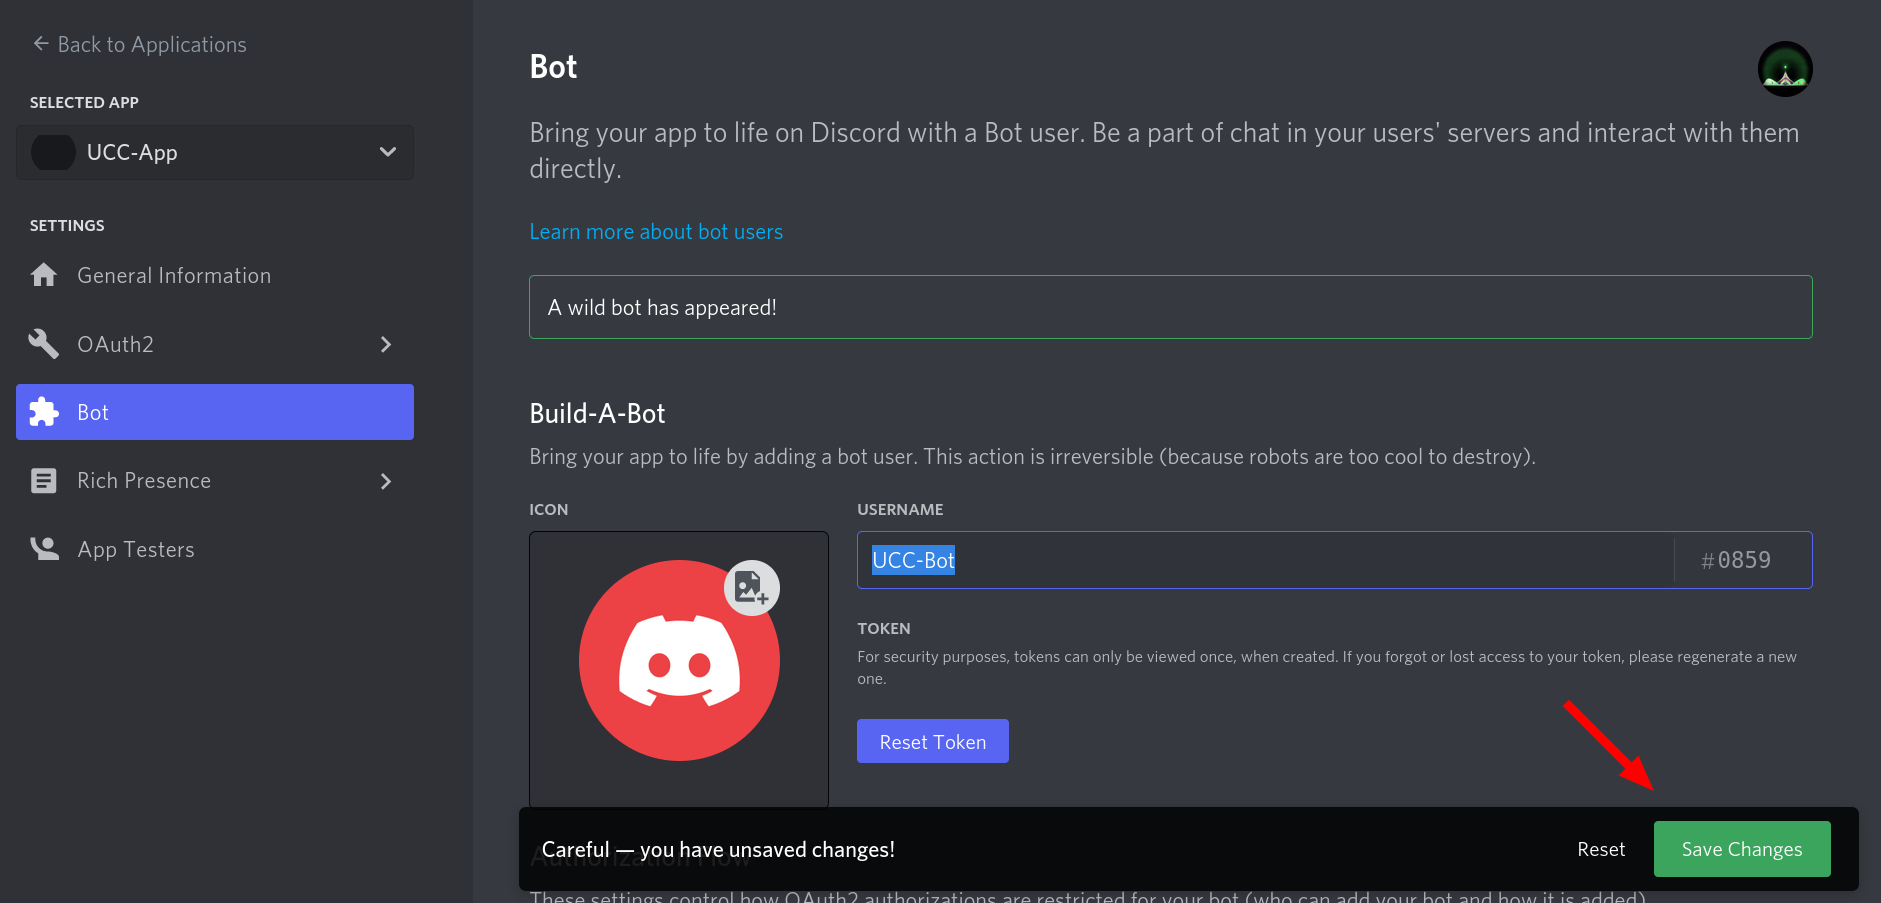 Back to Applications
SELECTED APP
UCC-App
SETTINGS
General Information
OAuth2
Bot
Rich Presence
App Testers
Bot
Bring your app to life on Discord with a Bot user. Be a part of chat in your users' servers and interact with them
directly.
Learn more about bot users
A wild bot has appeared!
Build-A-Bot
Bring your app to life by adding a bot user. This action is irreversible (because robots are too cool to destroy).
ICON
USERNAME
UCC-Bot
#0859
TOKEN
For security purposes, tokens can only be viewed once, when created. If you forgot or lost access to your token, please regenerate a new
one.
Reset Token
Authorization Flow
Careful — you have unsaved changes!
Reset
Save Changes
These settings control how OAuth2 authorizations are restricted for your bot (who can add your bot and how it is added).